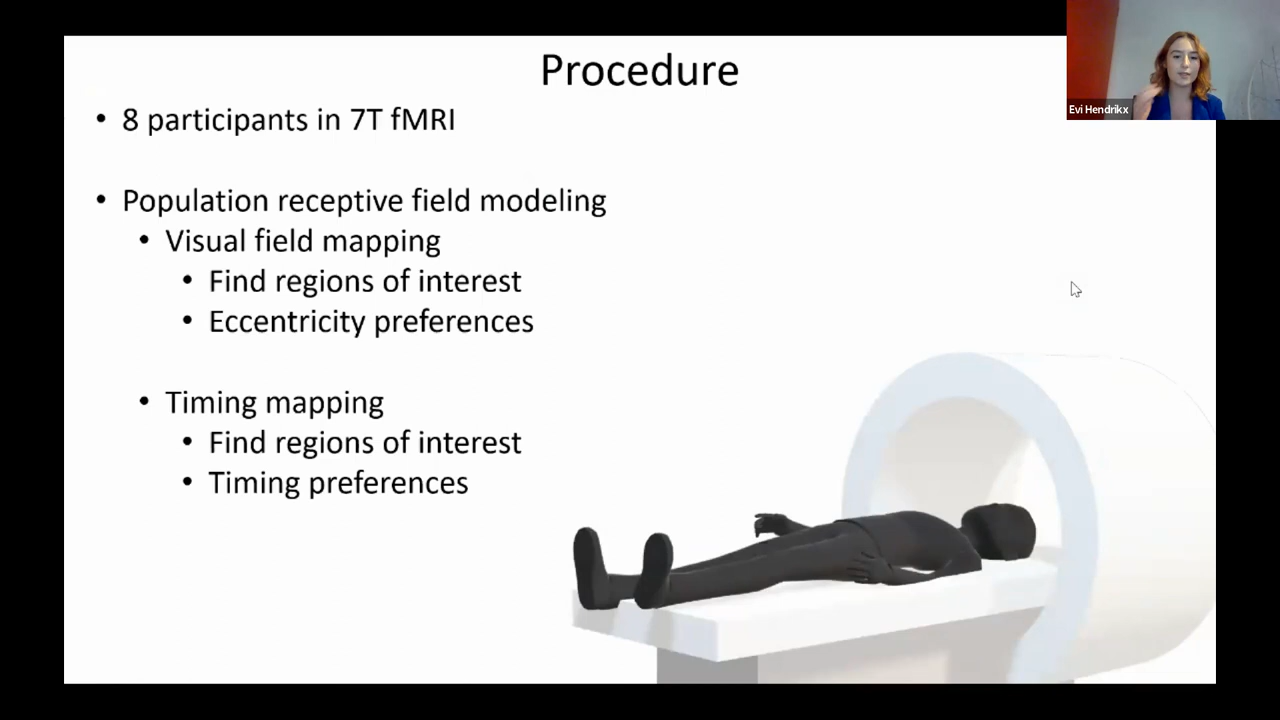 Procedure
• 8 participants in 7T fMRI
• Population receptive field modeling
• Visual field mapping
• Find regions of interest
• Eccentricity preferences
• Timing mapping
• Find regions of interest
• Timing preferences
Evi Hendrikx